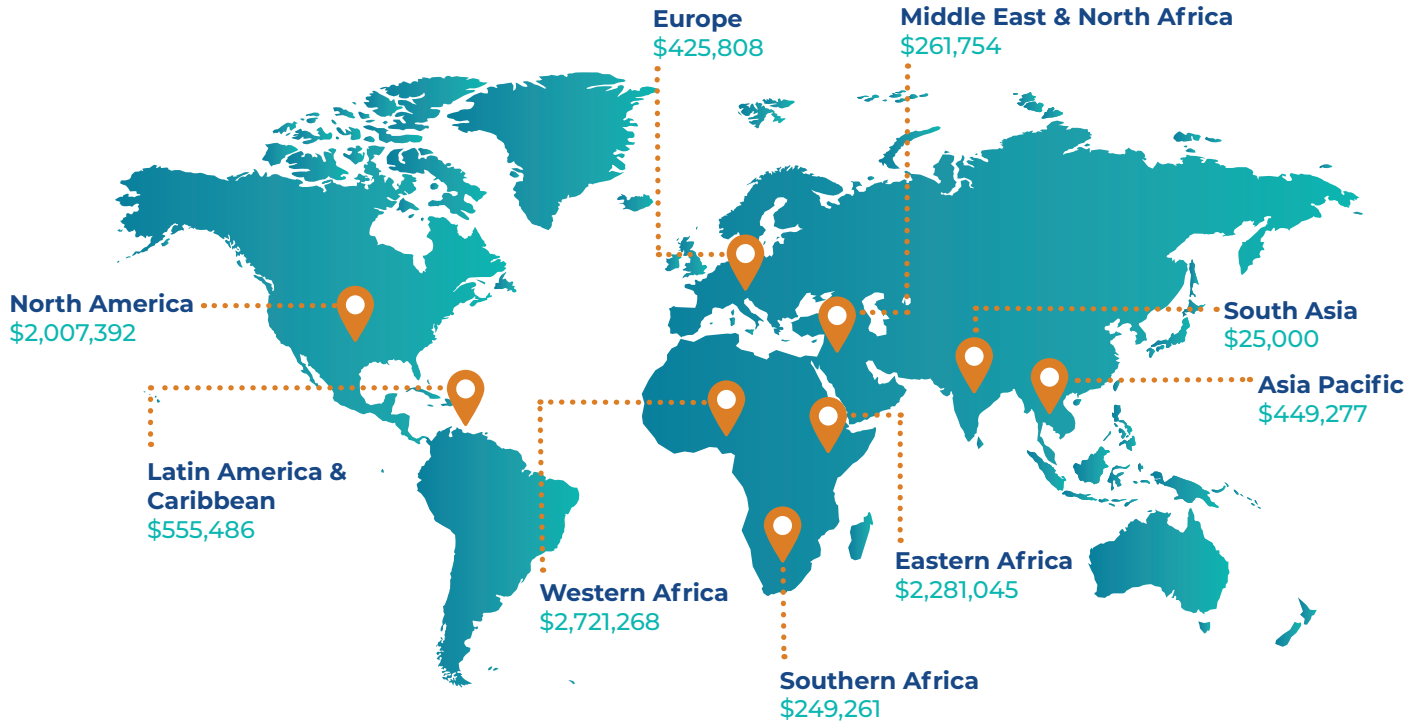 Europe
$425,808
Middle East & North Africa
$261,754
North America
$2,007,392
South Asia
$25,000
Asia Pacific
$449,277
Latin America &
Caribbean
$555,486
Western Africa
$2,721,268
Eastern Africa
$2,281,045
Southern Africa
$249,261